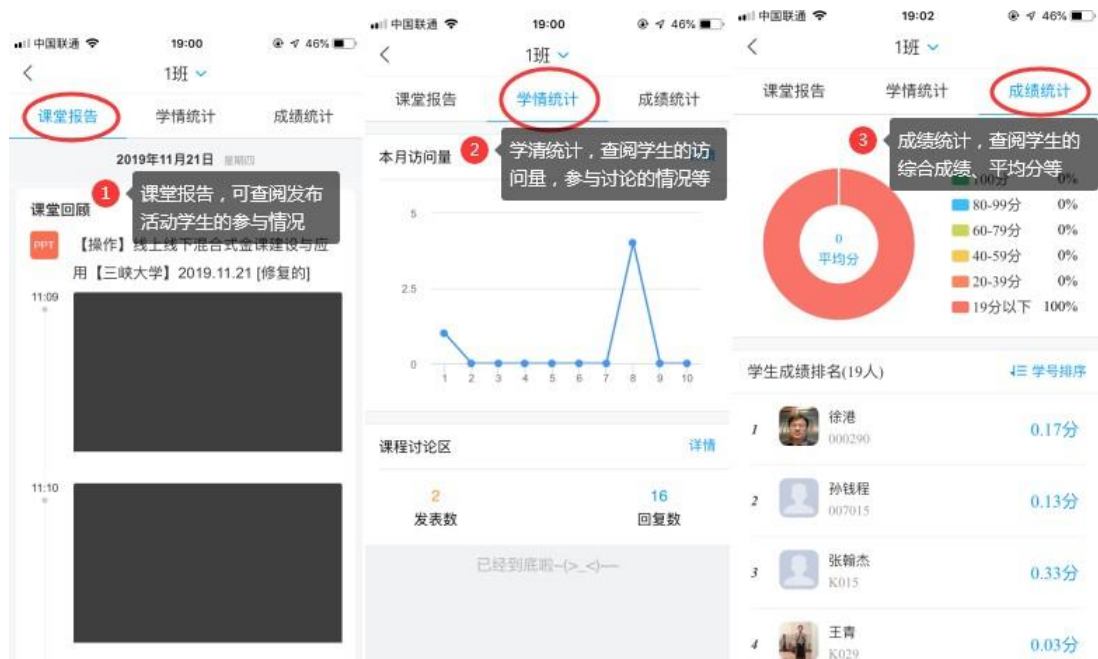 中国联通
19:00
46%
1班
课堂报告
学情统计
成绩统计
2019年11月21日 星期四
1
课堂报告，可查阅发布
活动学生的参与情况
课堂回顾
PPT
【操作】线上线下混合式金课建设与应
用【三峡大学】2019.11.21 [修复的]
11:09
11:10
中国联通
19:00
46%
1班
课堂报告
学情统计
成绩统计
本月访问量
2
学清统计，查阅学生的访
问量，参与讨论的情况等
5
2.5
0
1 2 3 4 5 6 7 8 9 10
课程讨论区
详情
2
发表数
16
回复数
已经到底啦~(>_<)~~
中国联通
19:02
46%
1班
课堂报告
学情统计
成绩统计
3
成绩统计，查阅学生的
综合成绩、平均分等
0
平均分
100分 0%
80-99分 0%
60-79分 0%
40-59分 0%
20-39分 0%
19分以下 100%
学生成绩排名(19人)
学号排序
1
徐港
000290
0.17分
2
孙钱程
007015
0.13分
3
张翰杰
K015
0.33分
4
王青
K029
0.03分